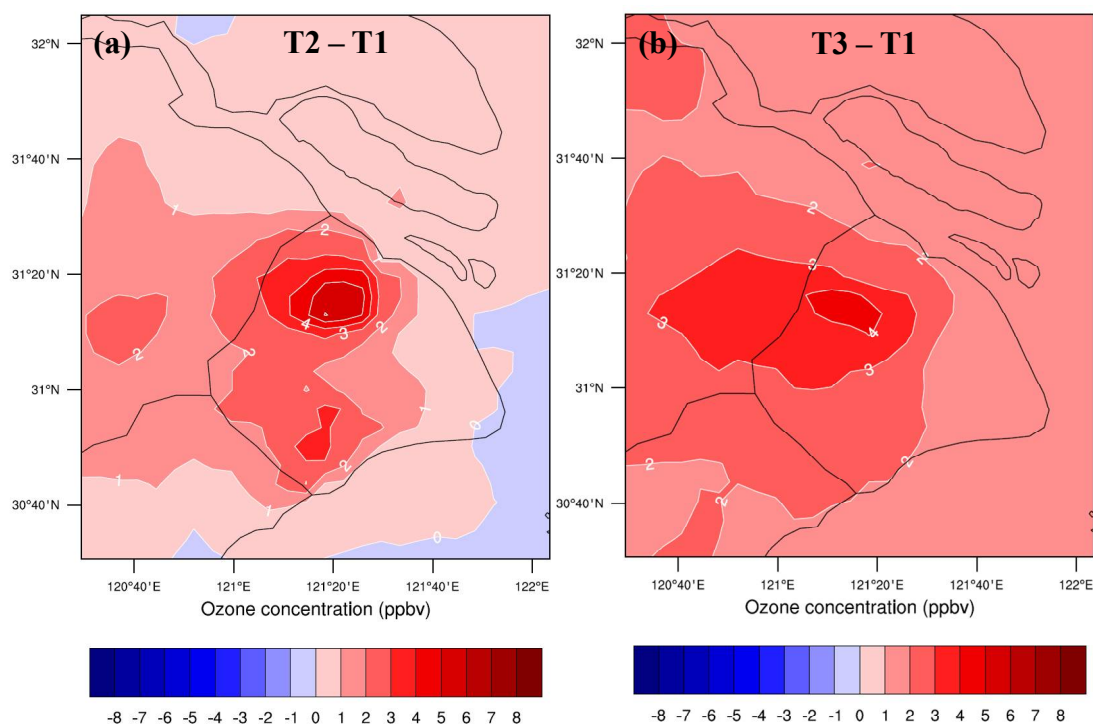 (a) T2 – T1
32°N
31°40'N
31°20'N
31°N
30°40'N
1
2
1
4
3
2
2
2
1
0
2
1
1
0
120°40'E 121°E 121°20'E 121°40'E 122°E
Ozone concentration (ppbv)
-8 -7 -6 -5 -4 -3 -2 -1 0 1 2 3 4 5 6 7 8
(b) T3 – T1
32°N
31°40'N
31°20'N
31°N
30°40'N
2
3
2
3
4
3
2
2
2
120°40'E 121°E 121°20'E 121°40'E 122°E
Ozone concentration (ppbv)
-8 -7 -6 -5 -4 -3 -2 -1 0 1 2 3 4 5 6 7 8